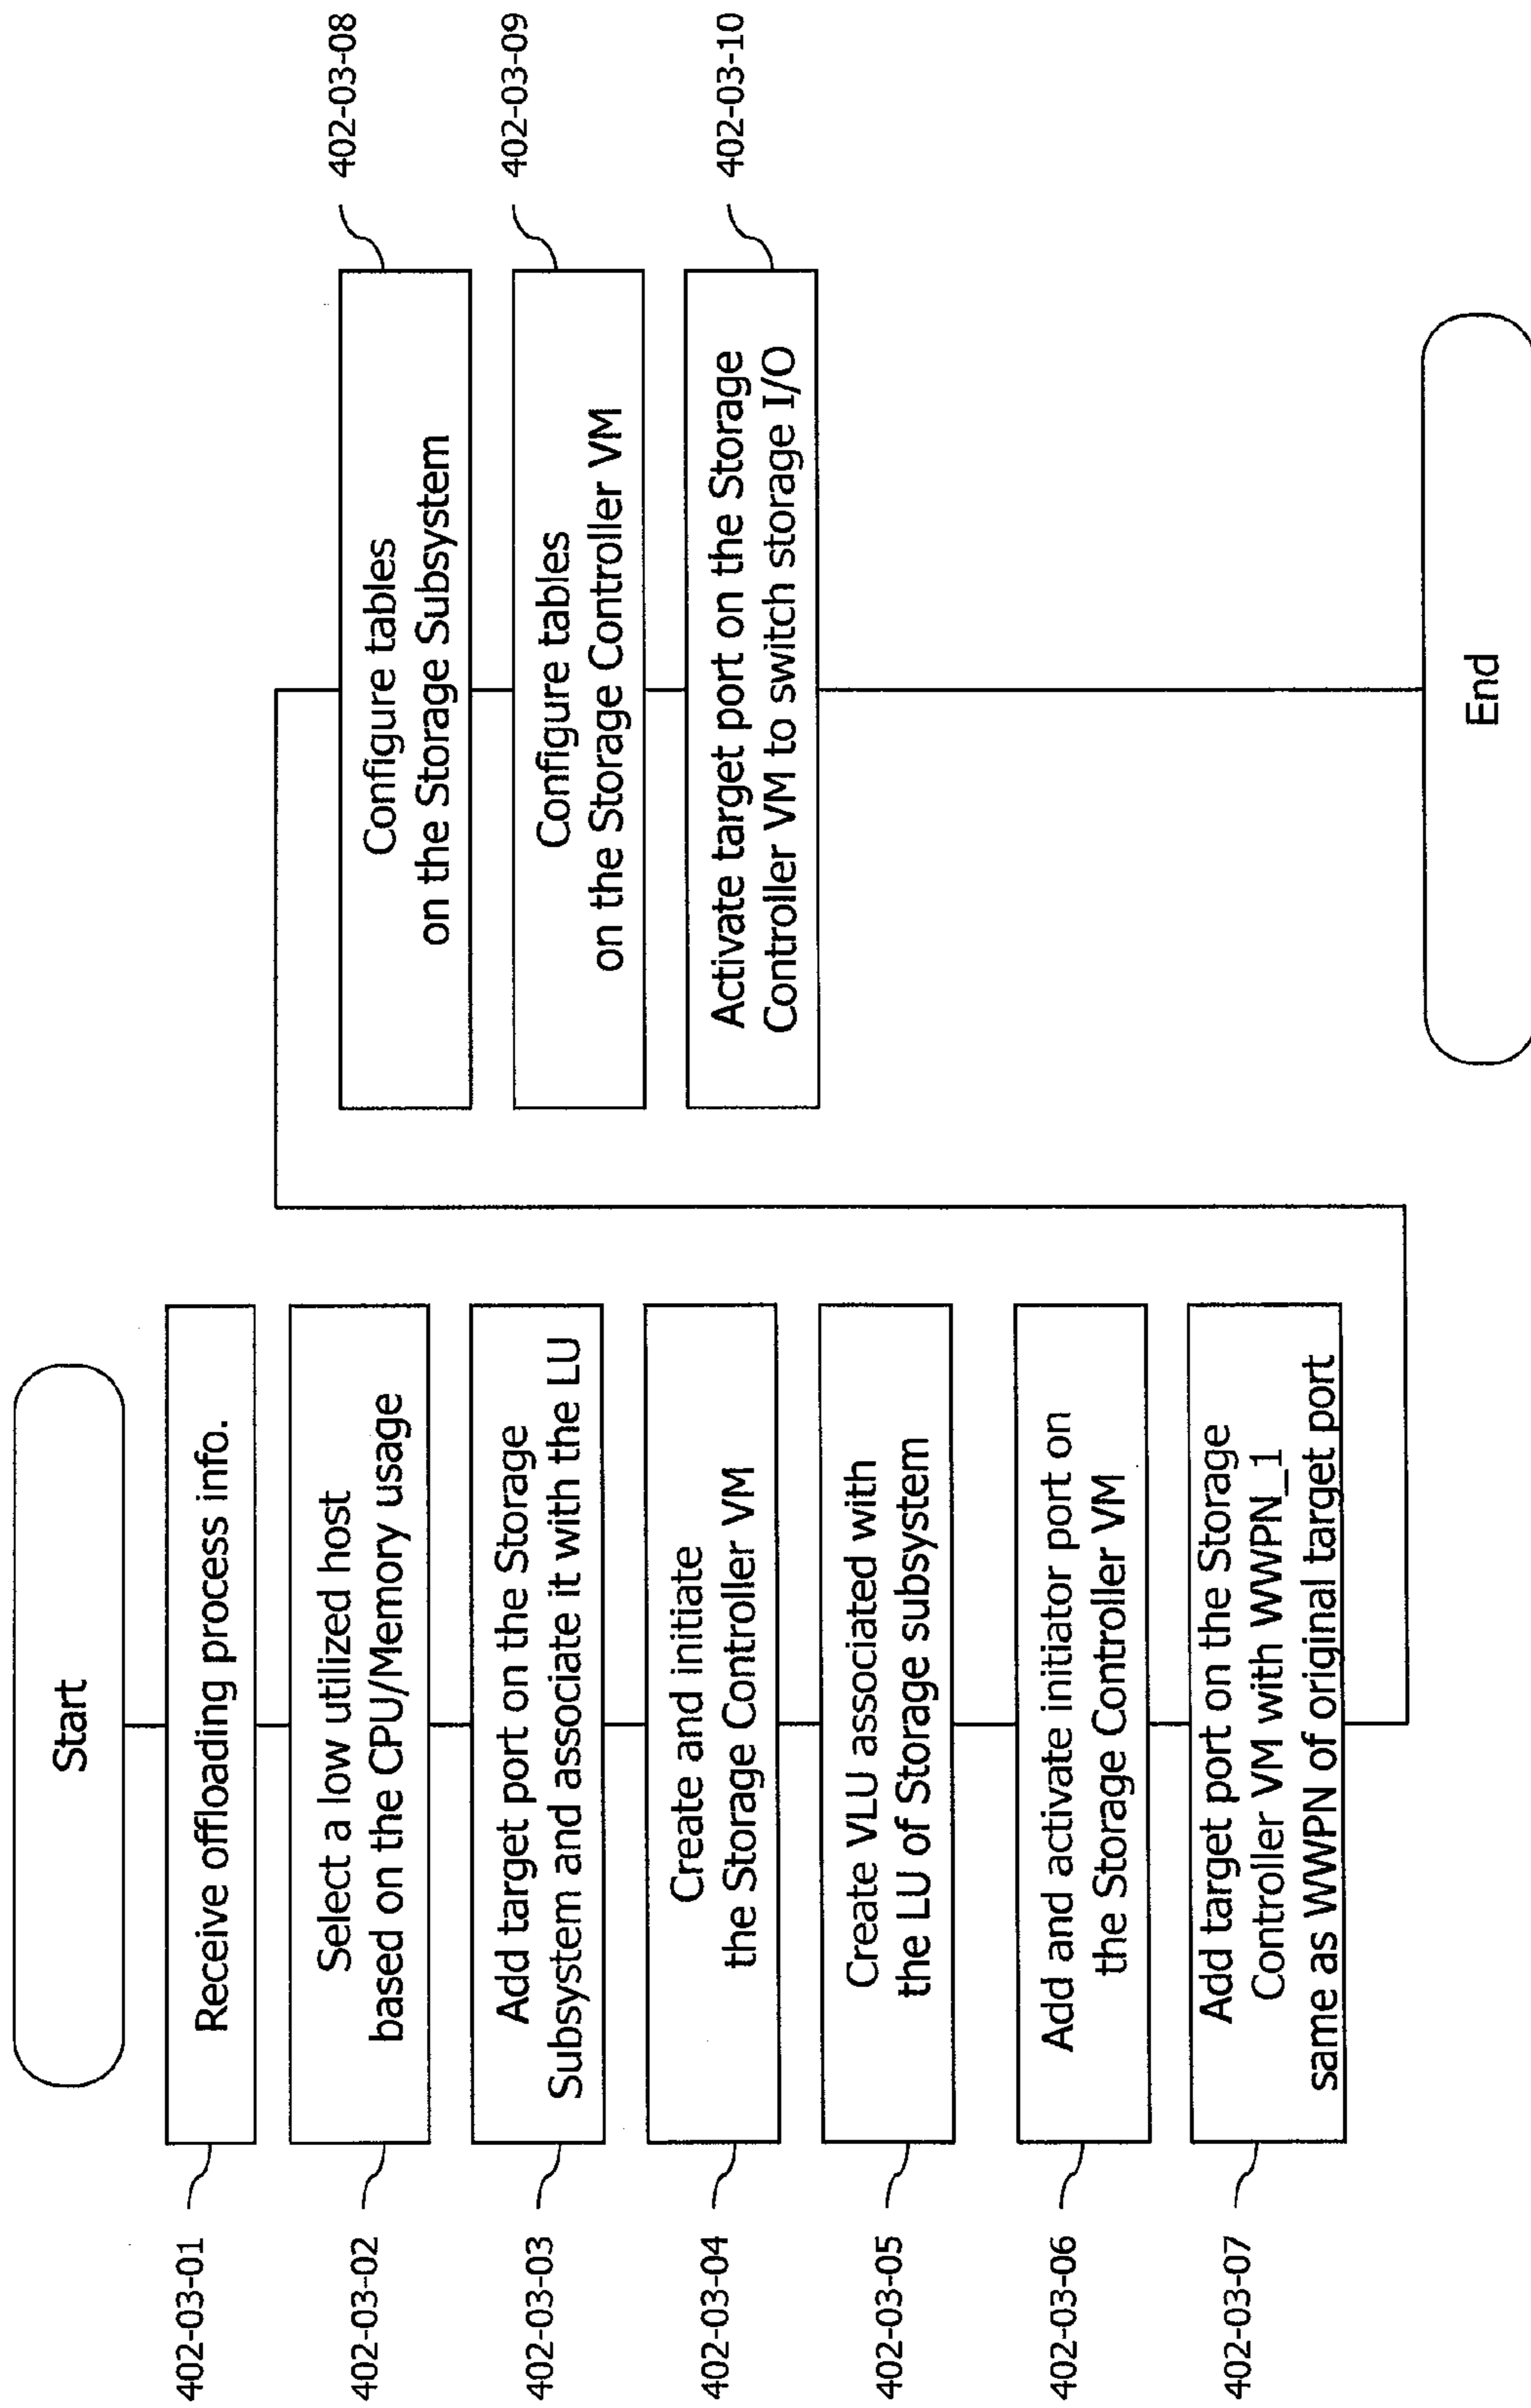 Start
402-03-01
Receive offloading process info.
402-03-02
Select a low utilized host
based on the CPU/Memory usage
402-03-03
Add target port on the Storage
Subsystem and associate it with the LU
402-03-04
Create and initiate
the Storage Controller VM
402-03-05
Create VLU associated with
the LU of Storage subsystem
402-03-06
Add and activate initiator port on
the Storage Controller VM
402-03-07
Add target port on the Storage
Controller VM with WWPN_1
same as WWPN of original target port
402-03-08
Configure tables
on the Storage Subsystem
402-03-09
Configure tables
on the Storage Controller VM
402-03-10
Activate target port on the Storage
Controller VM to switch storage I/O
End